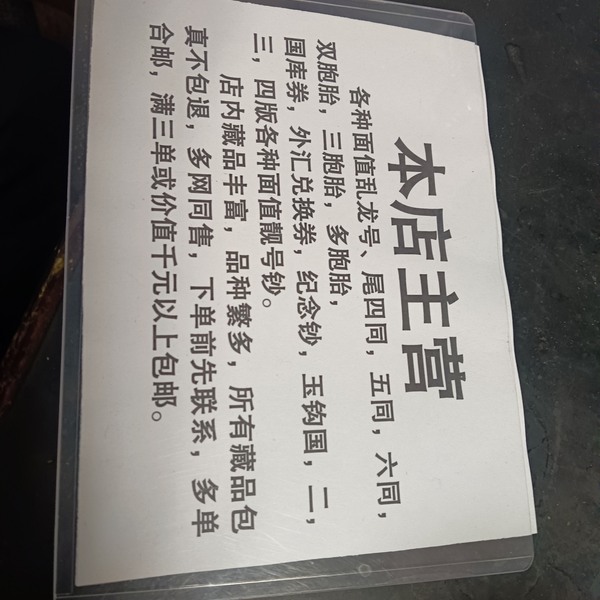 本店主营
各种面值乱龙号、尾四同，五同，六同，
双胞胎，三胞胎，多胞胎，
国库券，外汇兑换券，纪念钞，玉钩国，二，
三，四版各种面值靓号钞。
店内藏品丰富，品种繁多，所有藏品包
真不包退，多网同售，下单前先联系，多单
合邮，满三单或价值千元以上包邮。